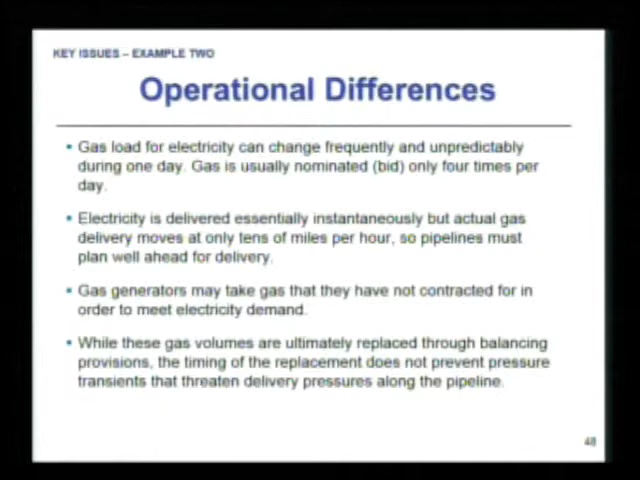 KEY ISSUES – EXAMPLE TWO
Operational Differences
▪ Gas load for electricity can change frequently and unpredictably
during one day. Gas is usually nominated (bid) only four times per
day.
▪ Electricity is delivered essentially instantaneously but actual gas
delivery moves at only tens of miles per hour, so pipelines must
plan well ahead for delivery.
▪ Gas generators may take gas that they have not contracted for in
order to meet electricity demand.
▪ While these gas volumes are ultimately replaced through balancing
provisions, the timing of the replacement does not prevent pressure
transients that threaten delivery pressures along the pipeline.
48